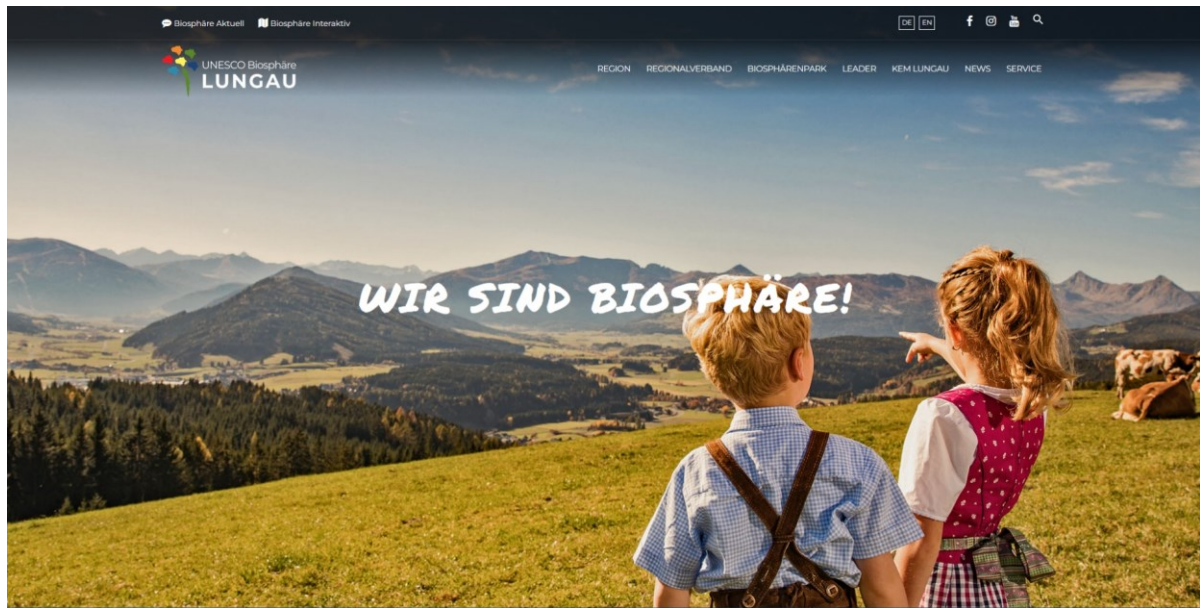 Biosphäre Aktuell Biosphäre Interaktiv DE EN
UNESCO Biosphäre
LUNGAU
REGION REGIONALVERBAND BIOSPHÄRENPARK LEADER KEM LUNGAU NEWS SERVICE
WIR SIND BIOSPHÄRE!